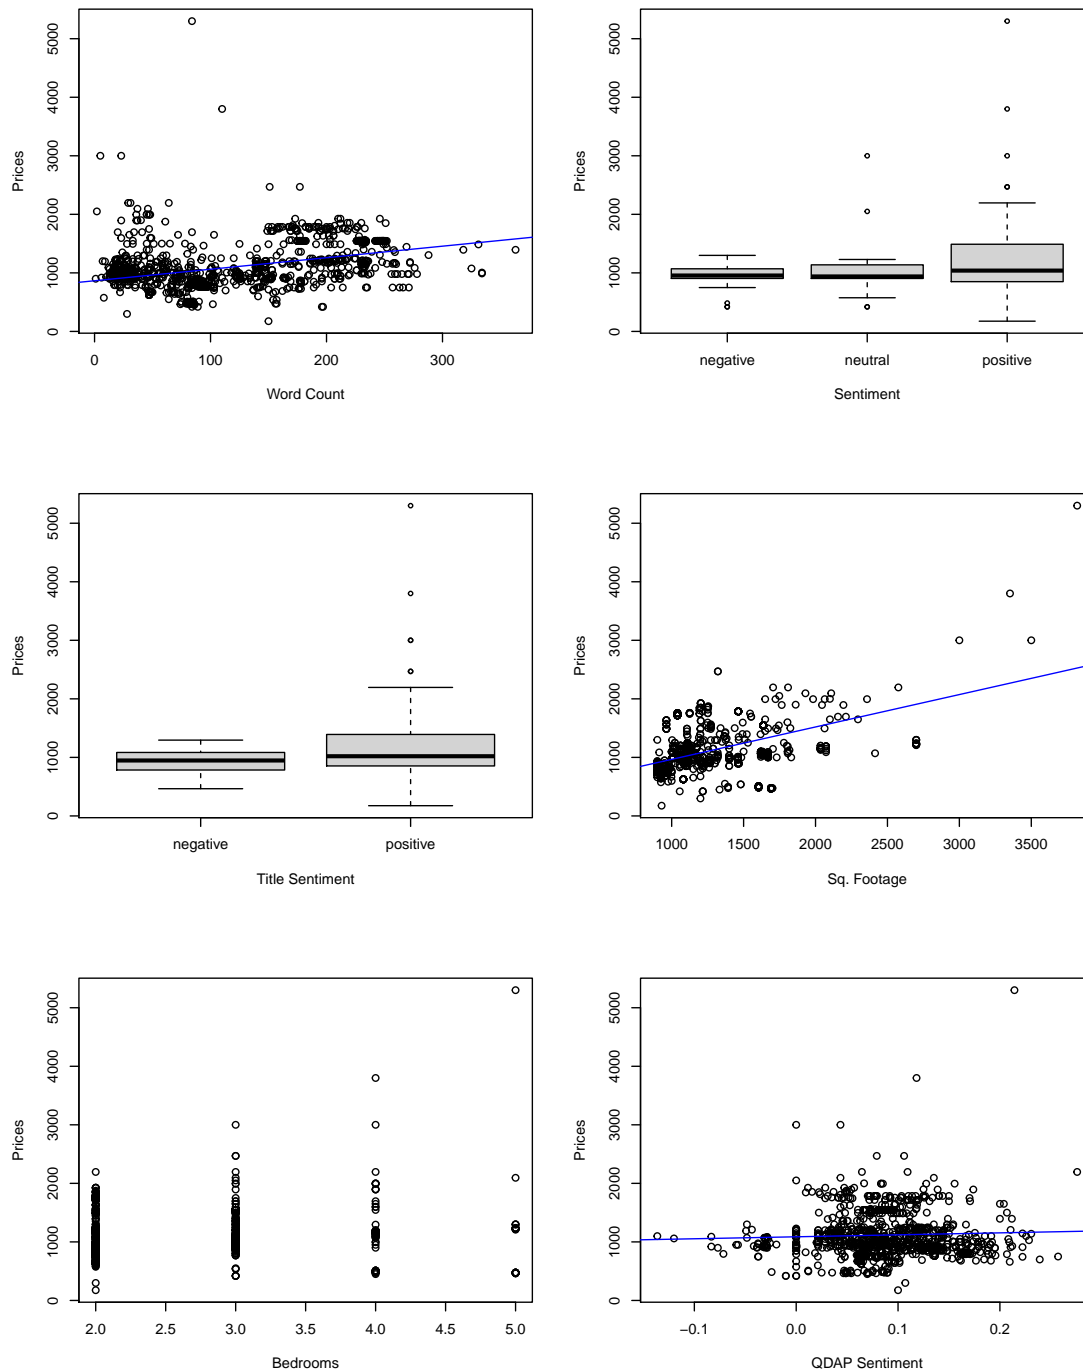 5000
4000
3000
2000
1000
0
Prices
0 100 200 300
Word Count
5000
4000
3000
2000
1000
0
Prices
negative neutral positive
Sentiment
5000
4000
3000
2000
1000
0
Prices
negative positive
Title Sentiment
5000
4000
3000
2000
1000
0
Prices
1000 1500 2000 2500 3000 3500
Sq. Footage
5000
4000
3000
2000
1000
0
Prices
2.0 2.5 3.0 3.5 4.0 4.5 5.0
Bedrooms
5000
4000
3000
2000
1000
0
Prices
−0.1 0.0 0.1 0.2
QDAP Sentiment